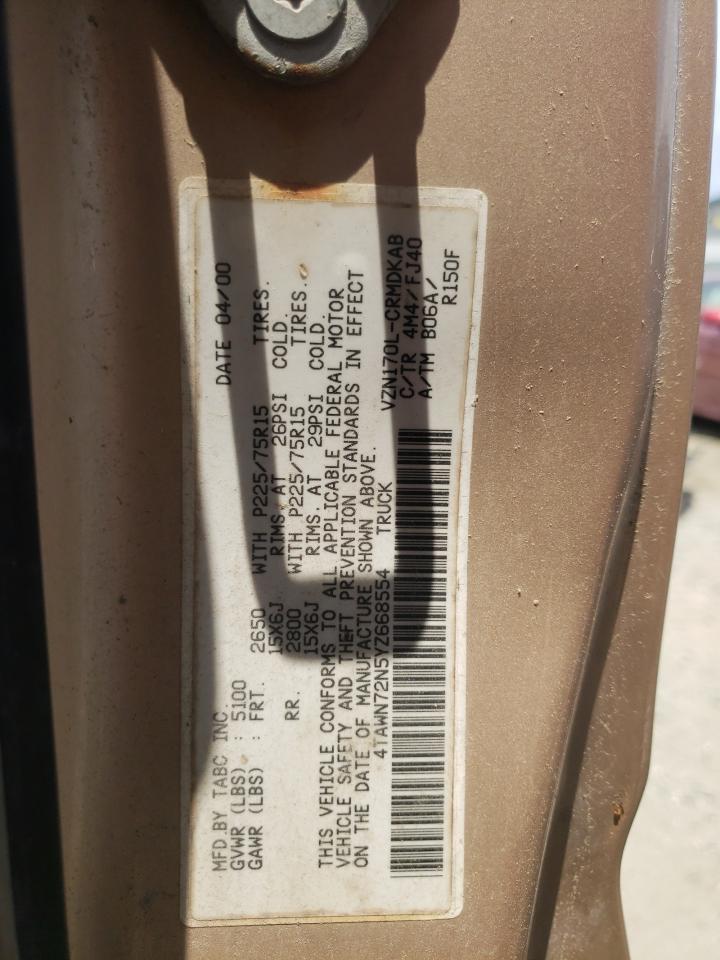 MFD.BY TABC INC. DATE 04/00
GVWR (LBS) : 5100
GAWR (LBS) : FRT. 2650 WITH P225/75R15 TIRES.
15X6J RIMS. AT 26PSI COLD.
RR. 2800 WITH P225/75R15 TIRES.
15X6J RIMS. AT 29PSI COLD.
THIS VEHICLE CONFORMS TO ALL APPLICABLE FEDERAL MOTOR
VEHICLE SAFETY AND THEFT PREVENTION STANDARDS IN EFFECT
ON THE DATE OF MANUFACTURE SHOWN ABOVE.
4TAWN72N5YZ668554 TRUCK
VZN170L-CRMDKAB
C/TR 4M4/FJ40
A/TM B06A/
R150F